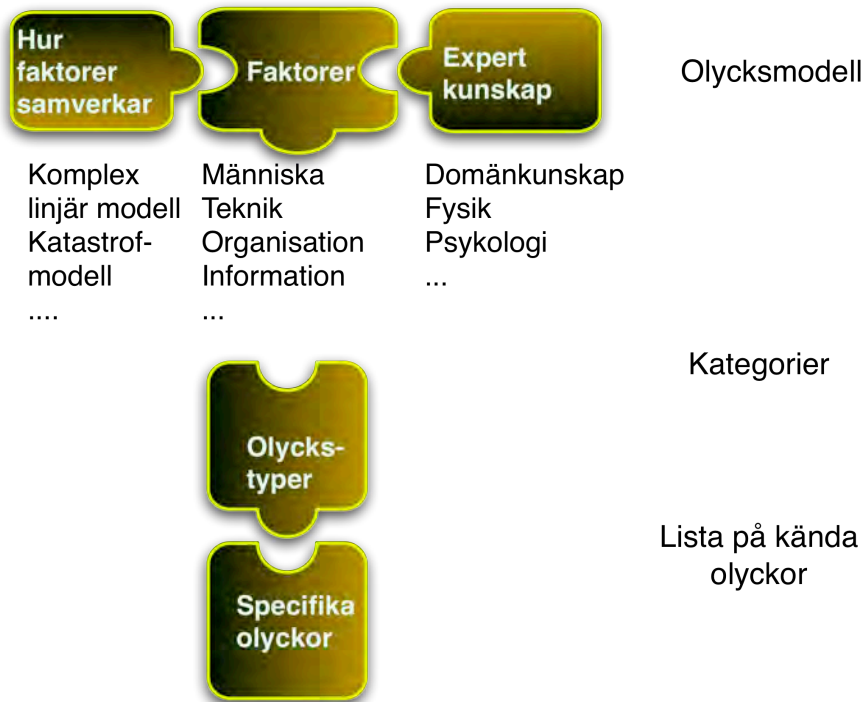 Hur
faktorer
samverkar
Faktorer
Expert
kunskap
Olycksmodell
Komplex
linjär modell
Katastrof-
modell
....
Människa
Teknik
Organisation
Information
...
Domänkunskap
Fysik
Psykologi
...
Kategorier
Olycks-
typer
Lista på kända
olyckor
Specifika
olyckor